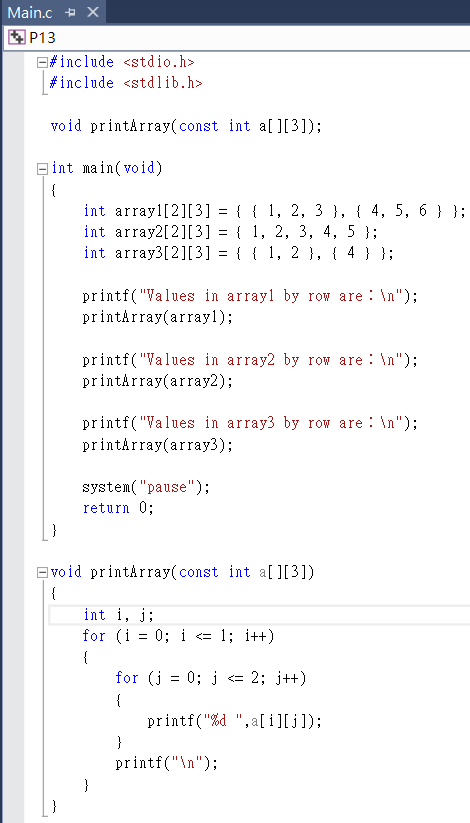 Main.c
P13
#include <stdio.h>
#include <stdlib.h>
void printArray(const int a[][3]);
int main(void)
{
int array1[2][3] = { { 1, 2, 3 }, { 4, 5, 6 } };
int array2[2][3] = { 1, 2, 3, 4, 5 };
int array3[2][3] = { { 1, 2 }, { 4 } };
printf("Values in array1 by row are：\n");
printArray(array1);
printf("Values in array2 by row are：\n");
printArray(array2);
printf("Values in array3 by row are：\n");
printArray(array3);
system("pause");
return 0;
}
void printArray(const int a[][3])
{
int i, j;
for (i = 0; i <= 1; i++)
{
for (j = 0; j <= 2; j++)
{
printf("%d ",a[i][j]);
}
printf("\n");
}
}